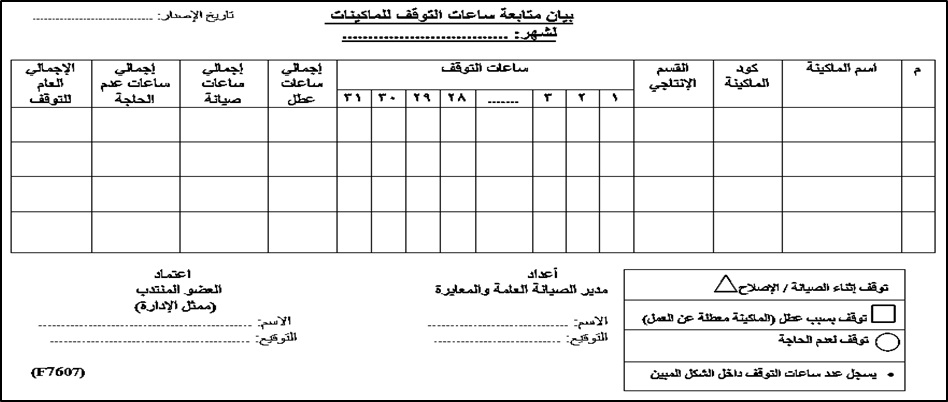 بيان متابعة ساعات التوقف للماكينات
تاريخ الإصدار: ........................
لشهر: ................................
م
اسم الماكينة
كود الماكينة
القسم الإنتاجي
ساعات التوقف
١ ٢ ٣ ....... ٢٨ ٢٩ ٣٠ ٣١
إجمالي ساعات عطل
إجمالي ساعات صيانة
إجمالي ساعات عدم الحاجة
الإجمالي العام للتوقف
توقف إثناء الصيانة / الإصلاح
توقف بسبب عطل (الماكينة معطلة عن العمل)
توقف لعدم الحاجة
• يسجل عدد ساعات التوقف داخل الشكل المبين
أعداد
مدير الصيانة العامة والمعايرة
الاسم: ................................
التوقيع: ................................
اعتماد
العضو المنتدب
(ممثل الإدارة)
الاسم: ................................
التوقيع: ................................
(F7607)